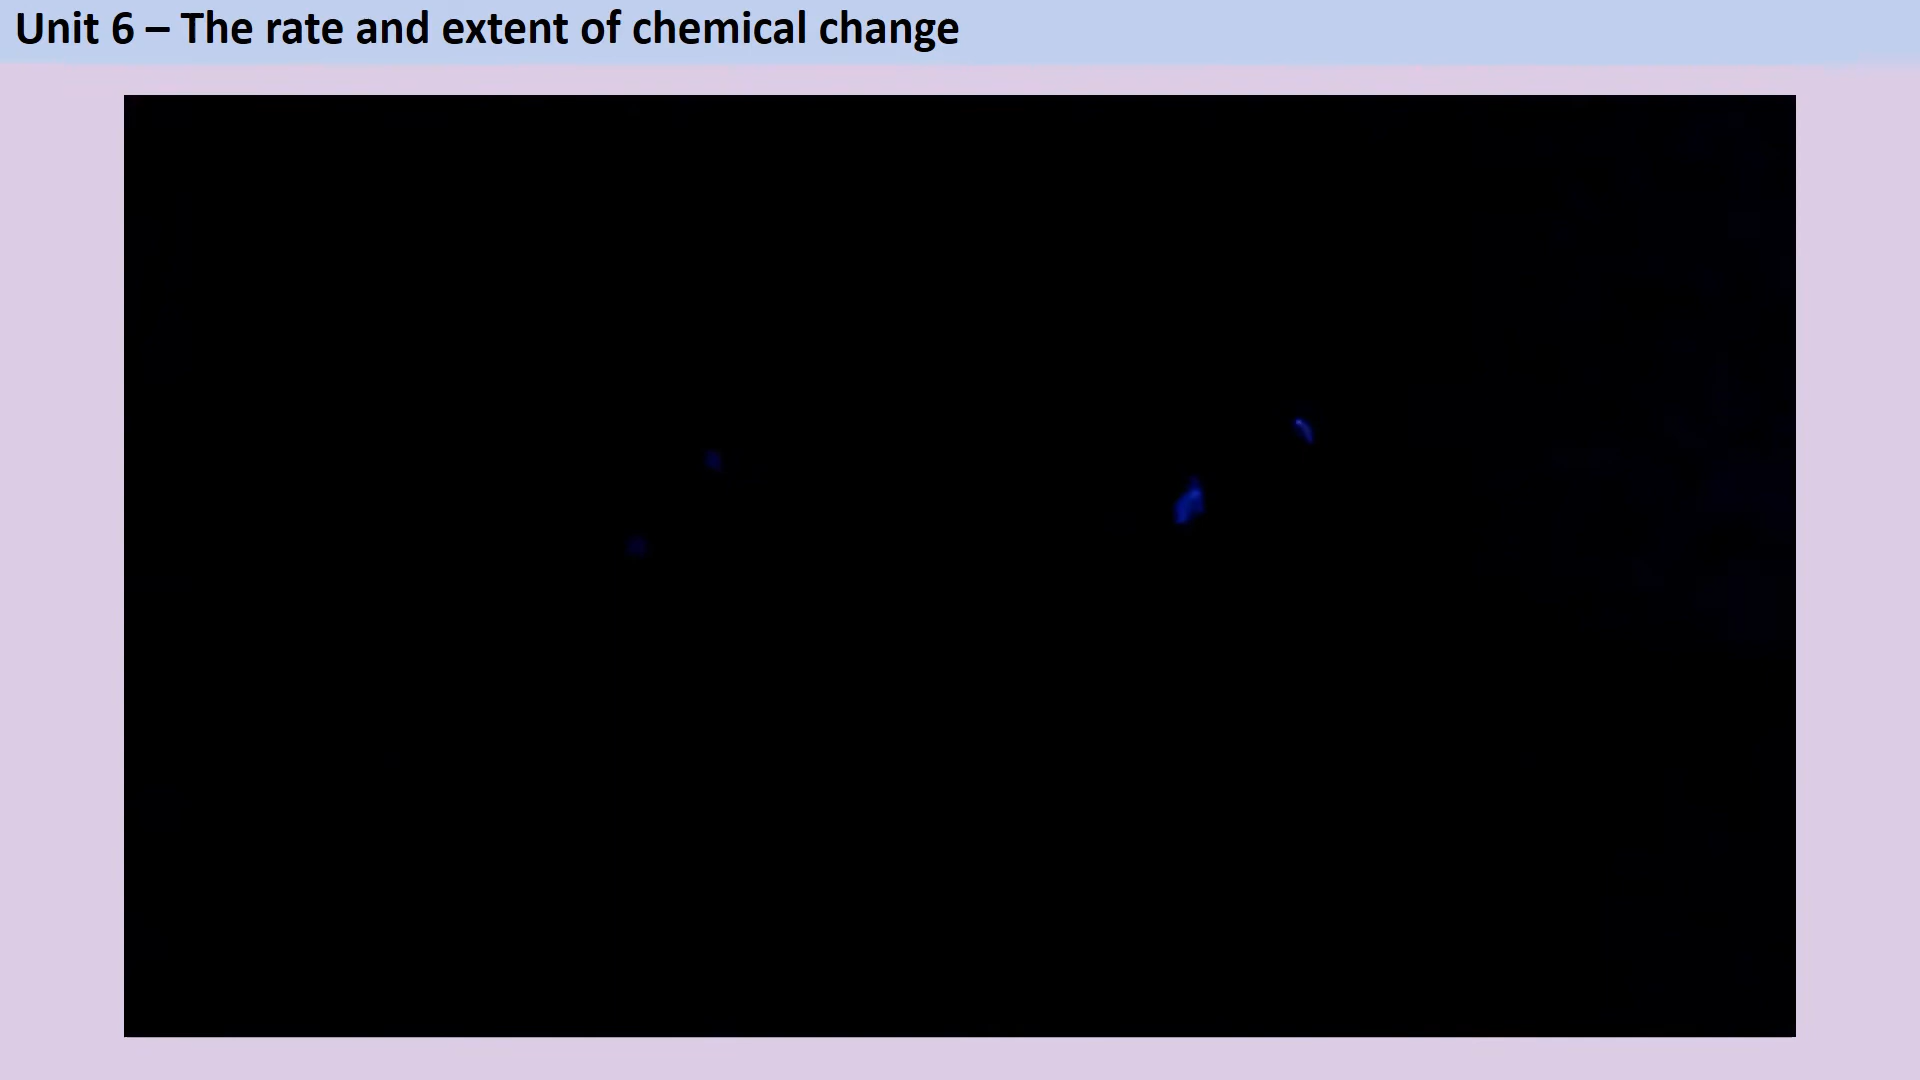 Unit 6 – The rate and extent of chemical change